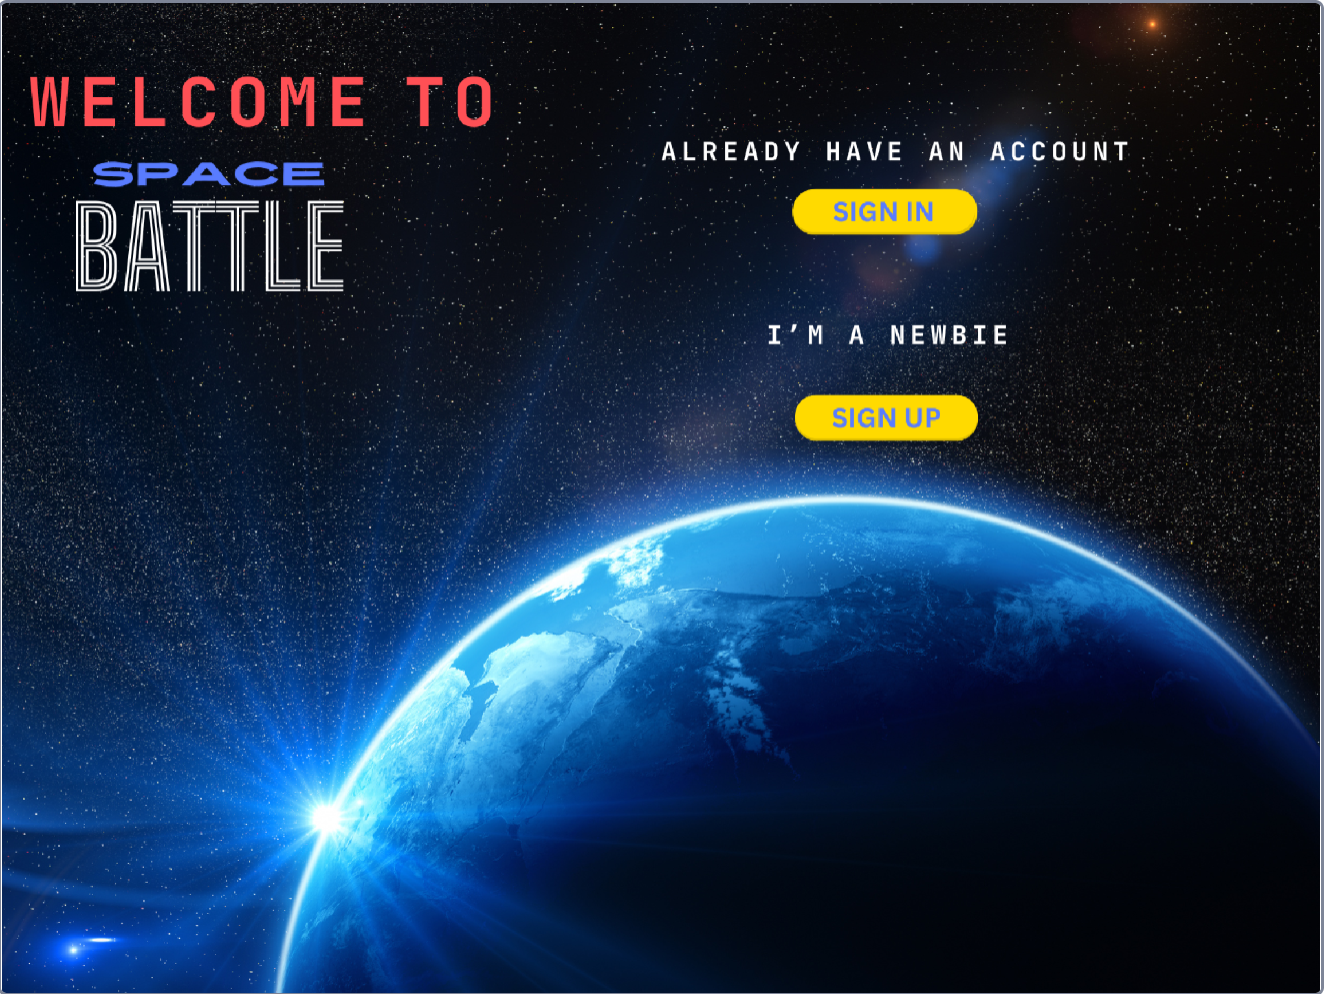 WELCOME TO
SPACE
BATTLE
ALREADY HAVE AN ACCOUNT
SIGN IN
I’M A NEWBIE
SIGN UP